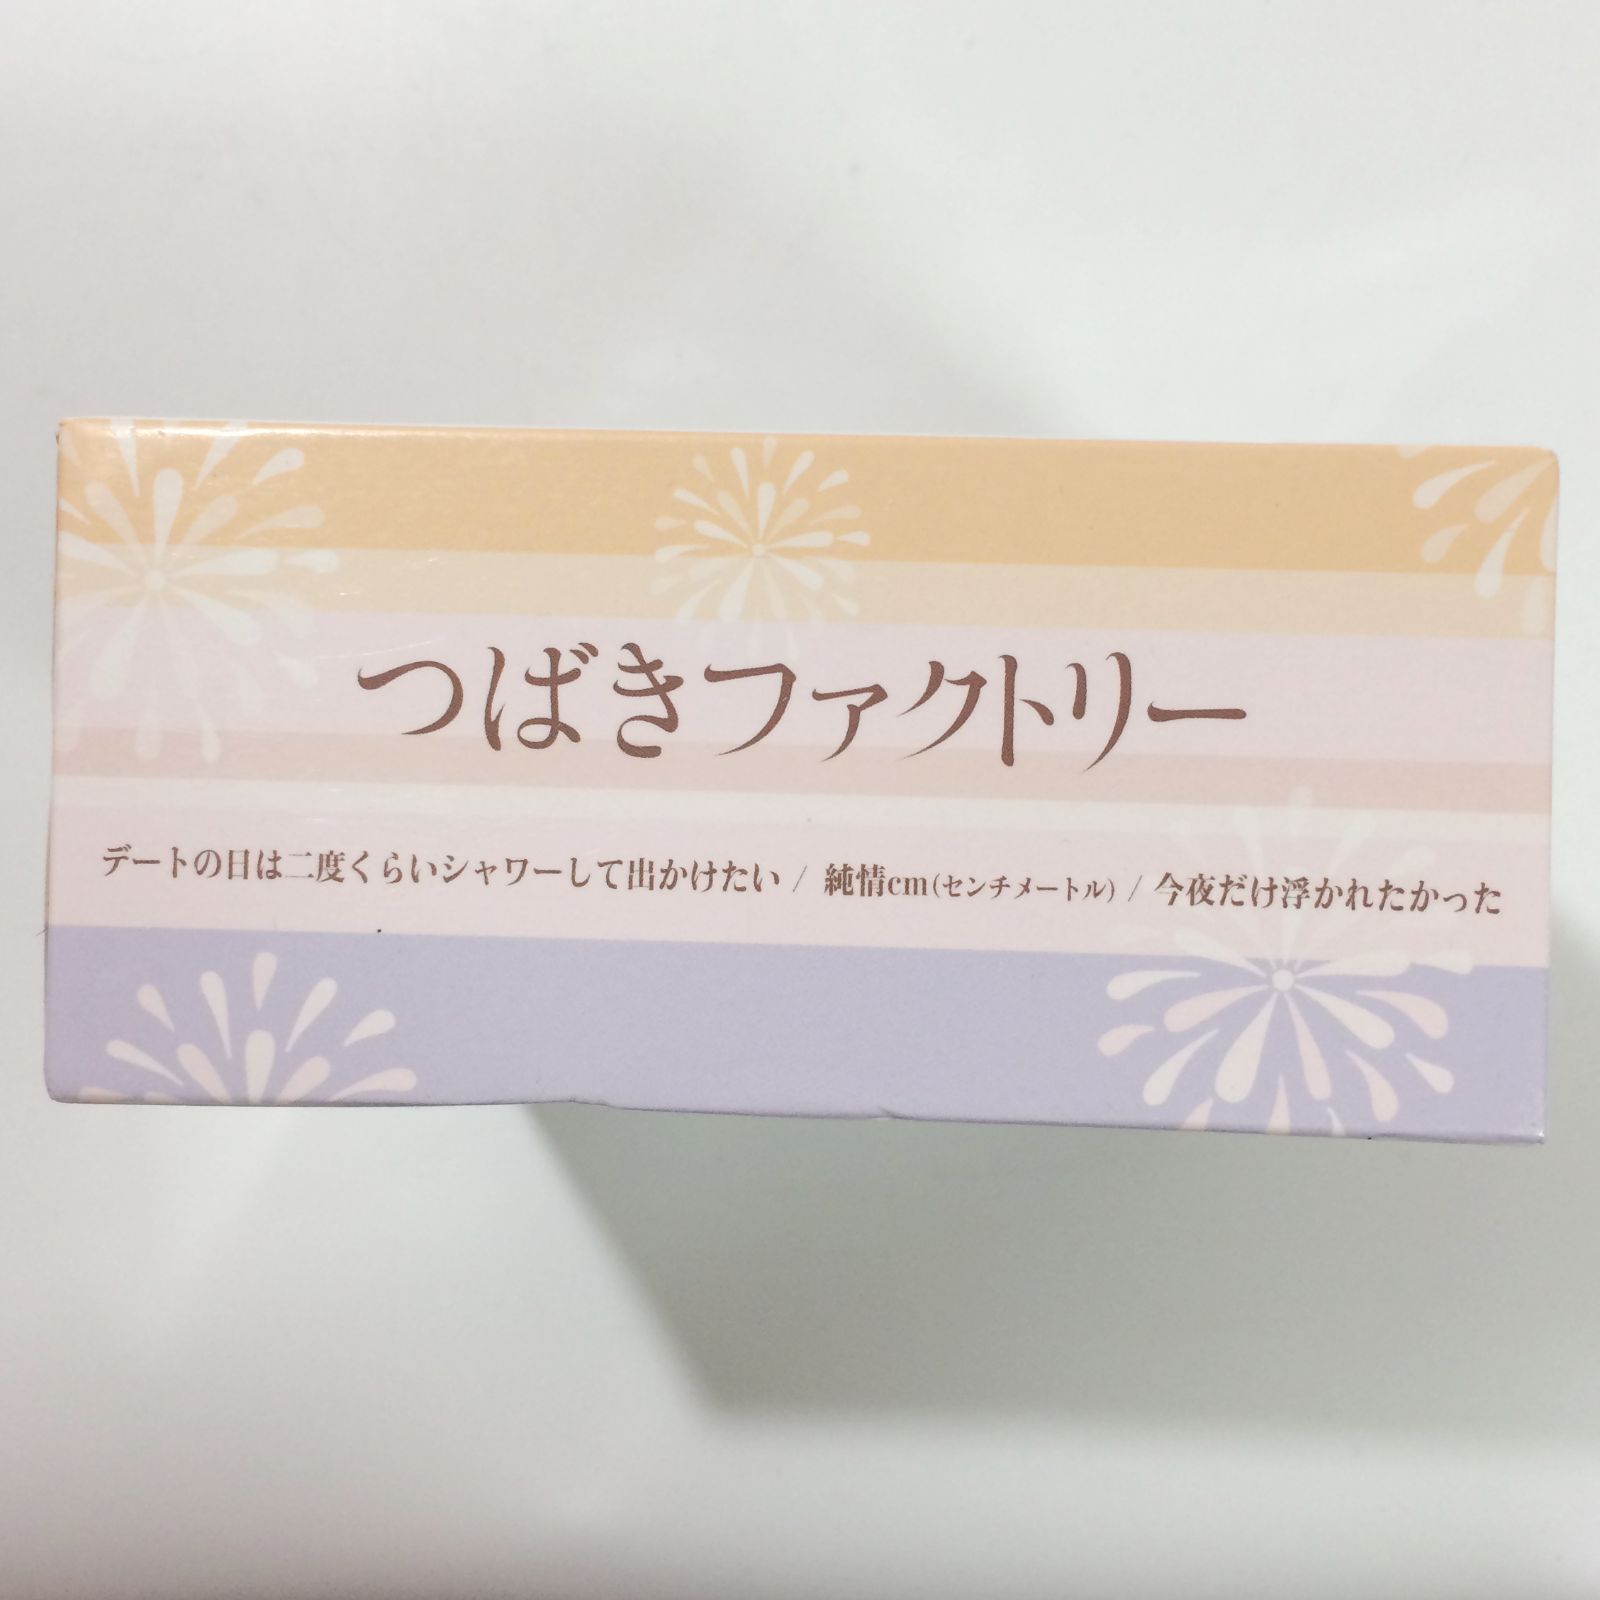 つばきファクトリー
デートの日は二度くらいシャワーして出かけたい / 純情cm(センチメートル) / 今夜だけ浮かれたかった